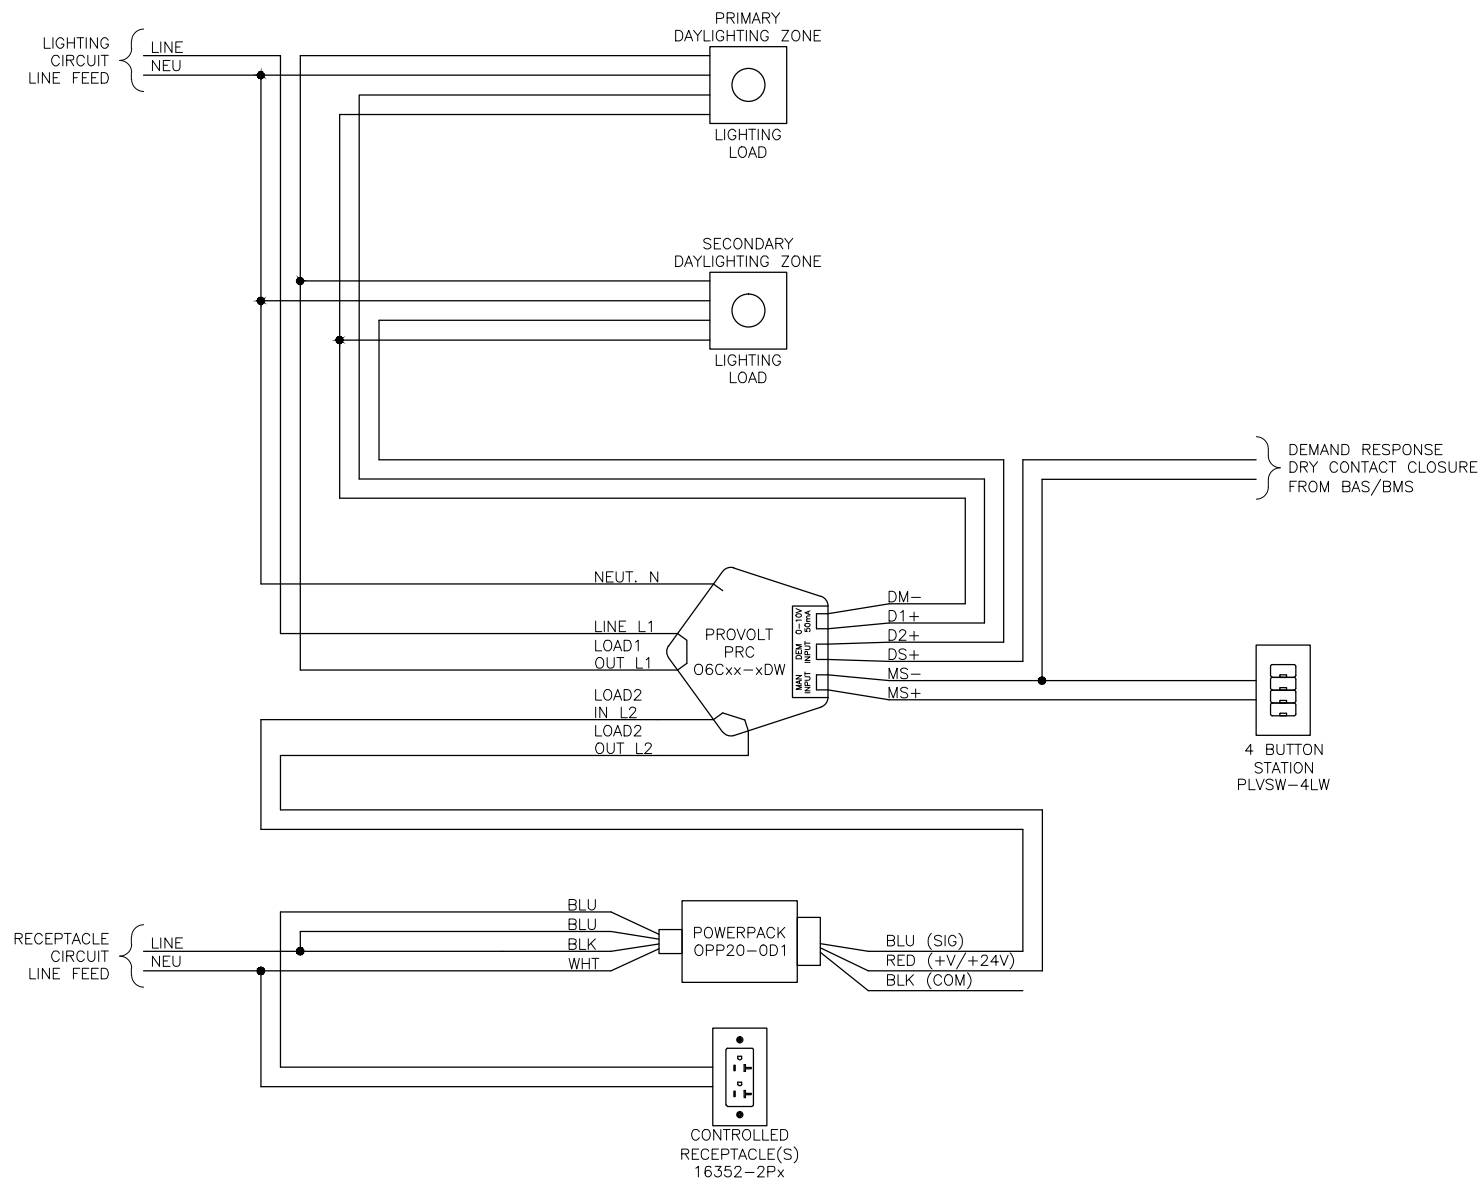 PRIMARY
DAYLIGHTING ZONE
LIGHTING
CIRCUIT
LINE FEED
LINE
NEU
LIGHTING
LOAD
SECONDARY
DAYLIGHTING ZONE
LIGHTING
LOAD
DEMAND RESPONSE
DRY CONTACT CLOSURE
FROM BAS/BMS
NEUT. N
LINE L1
LOAD1
OUT L1
LOAD2
IN L2
LOAD2
OUT L2
PROVOLT
PRC
O6Cxx-xDW
0-10V
50mA
DEM
INPUT
MAN
INPUT
DM-
D1+
D2+
DS+
MS-
MS+
4 BUTTON
STATION
PLVSW-4LW
RECEPTACLE
CIRCUIT
LINE FEED
LINE
NEU
BLU
BLU
BLK
WHT
POWERPACK
OPP20-0D1
BLU (SIG)
RED (+V/+24V)
BLK (COM)
CONTROLLED
RECEPTACLE(S)
16352-2Px